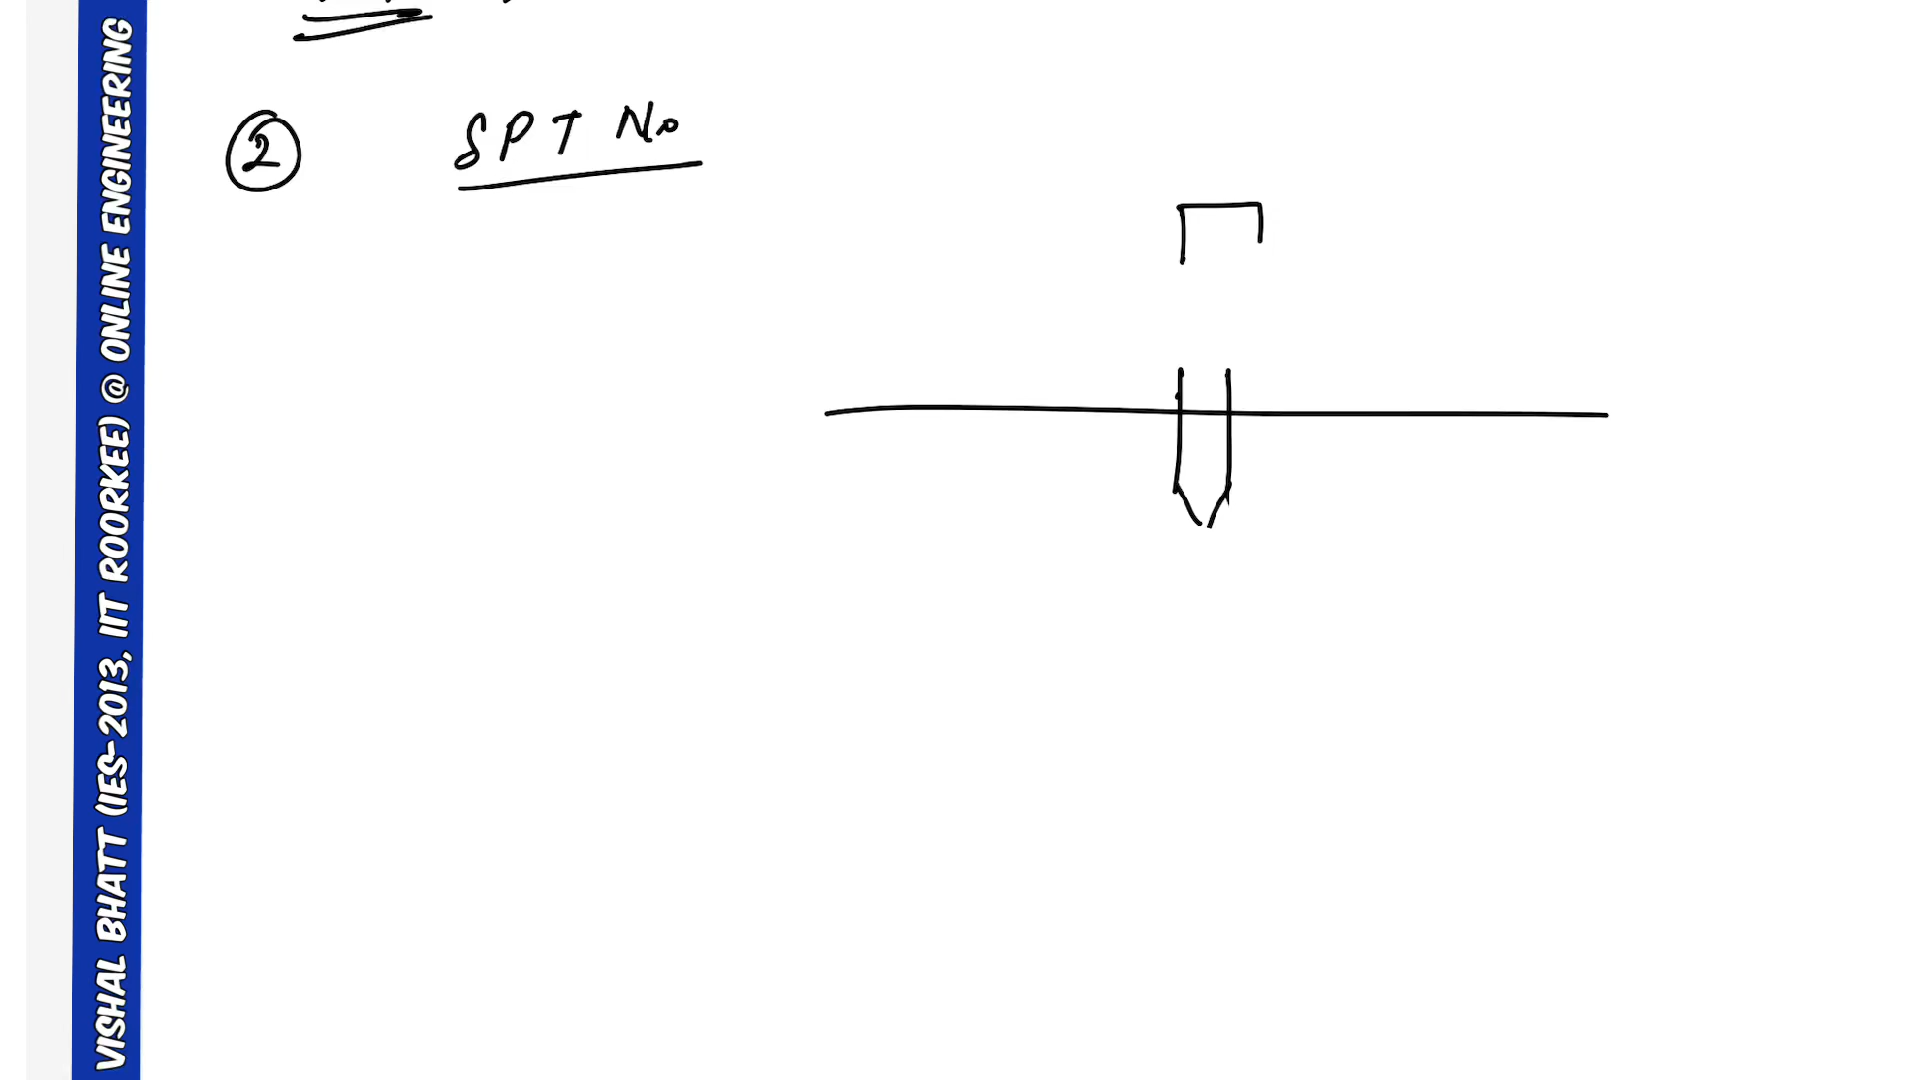 ② SPT No
VISHAL BHATT (IES-2013, IIT ROORKEE) @ ONLINE ENGINEERING